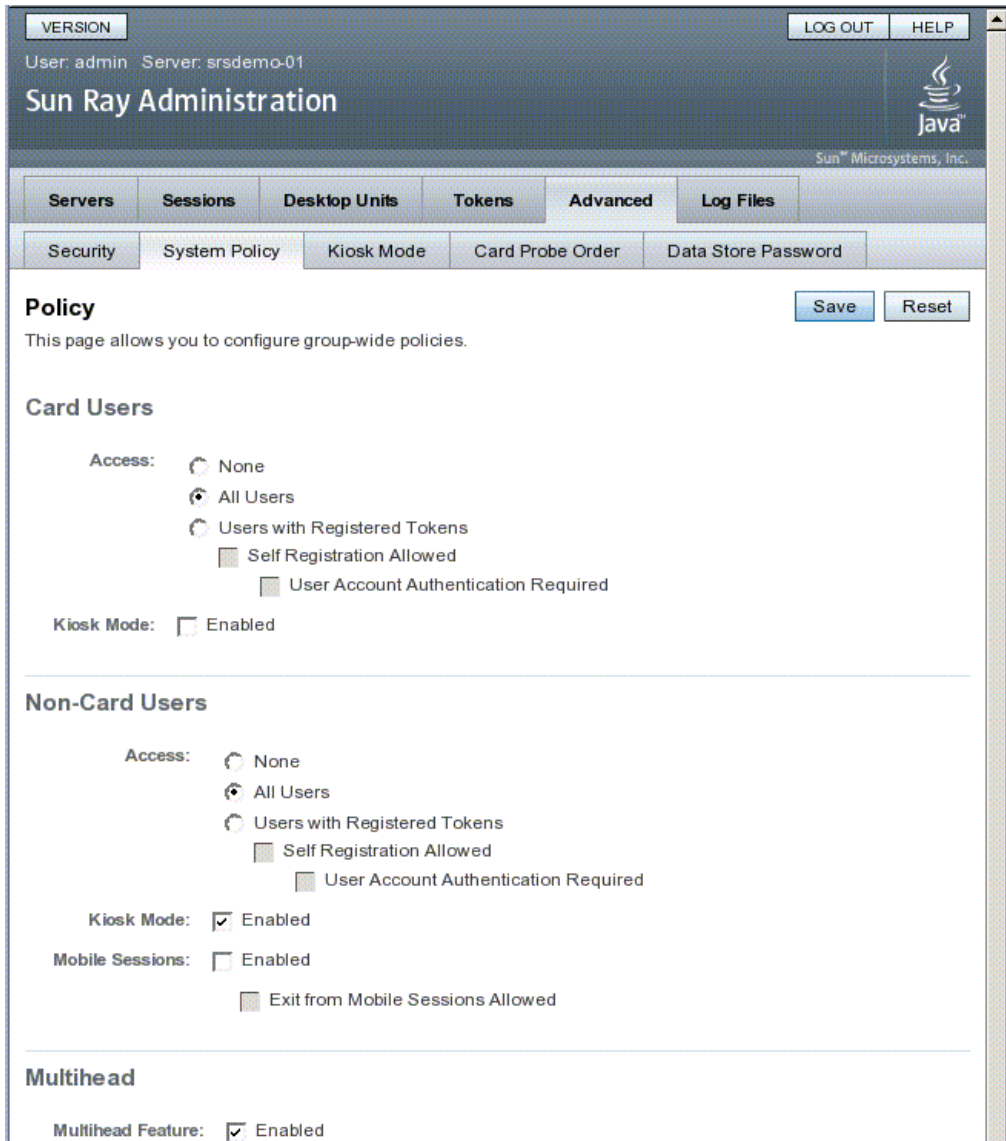 VERSION LOG OUT HELP
User: admin Server: srsdemo-01
Sun Ray Administration
Java™
Sun™ Microsystems, Inc.
Servers Sessions Desktop Units Tokens Advanced Log Files
Security System Policy Kiosk Mode Card Probe Order Data Store Password
Policy Save Reset
This page allows you to configure group-wide policies.
Card Users
Access: None
All Users
Users with Registered Tokens
Self Registration Allowed
User Account Authentication Required
Kiosk Mode: Enabled
Non-Card Users
Access: None
All Users
Users with Registered Tokens
Self Registration Allowed
User Account Authentication Required
Kiosk Mode: Enabled
Mobile Sessions: Enabled
Exit from Mobile Sessions Allowed
Multihead
Multihead Feature: Enabled